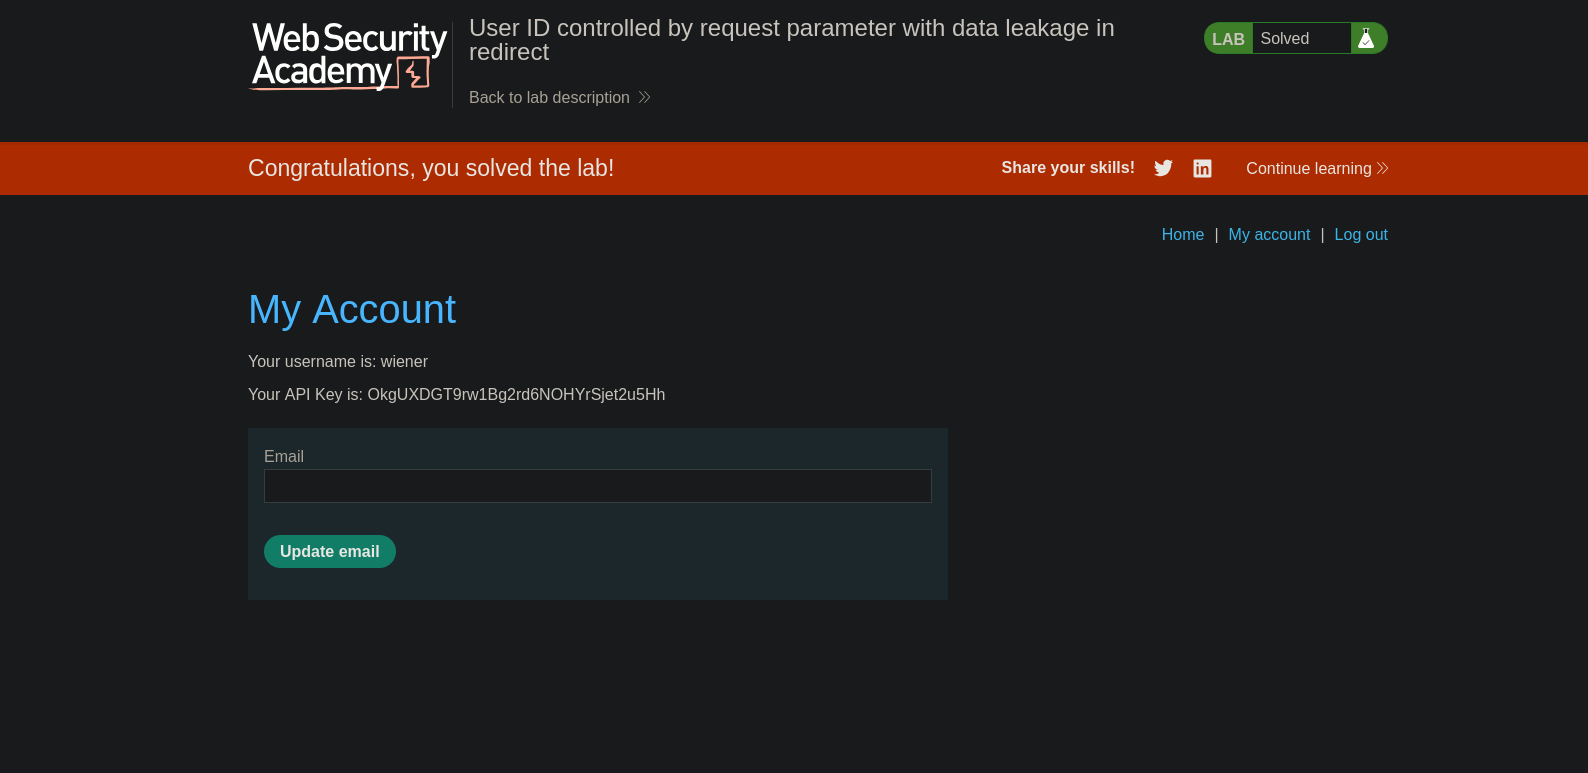 Web Security
Academy
User ID controlled by request parameter with data leakage in
redirect
Back to lab description
LAB Solved
Congratulations, you solved the lab!
Share your skills!
Continue learning
Home | My account | Log out
My Account
Your username is: wiener
Your API Key is: OkgUXDGT9rw1Bg2rd6NOHYrSjet2u5Hh
Email
Update email